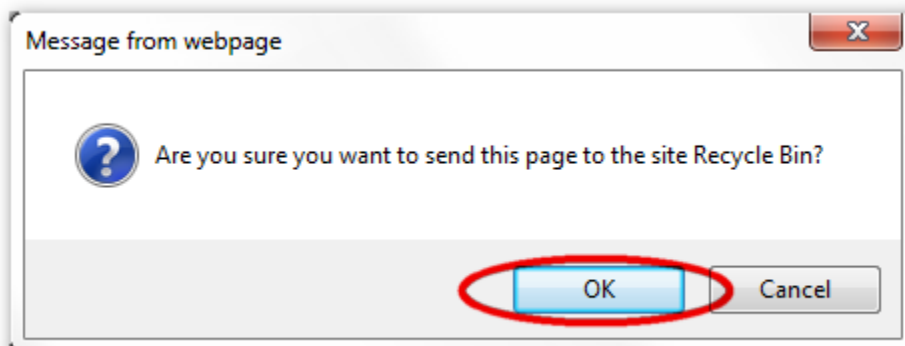 Message from webpage
Are you sure you want to send this page to the site Recycle Bin?
OK Cancel